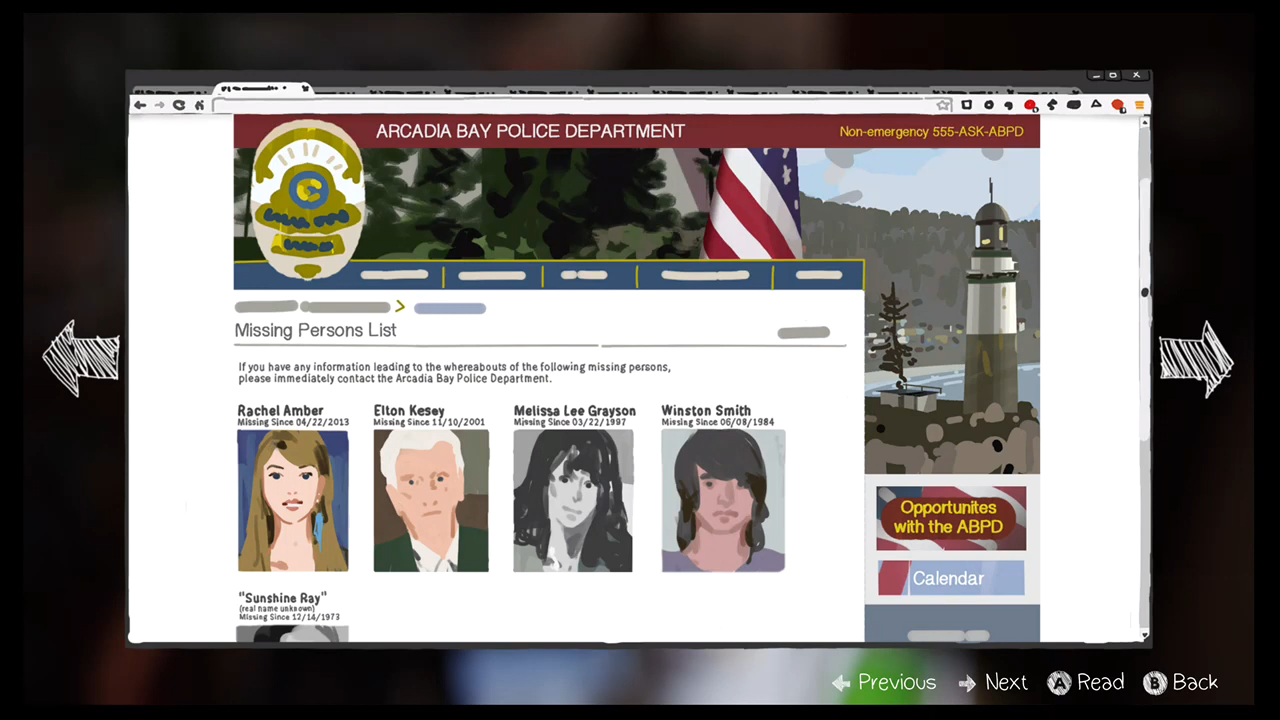 ARCADIA BAY POLICE DEPARTMENT
Non-emergency 555-ASK-ABPD
Missing Persons List
If you have any information leading to the whereabouts of the following missing persons,
please immediately contact the Arcadia Bay Police Department.
Rachel Amber
Missing Since 04/22/2013
Elton Kesey
Missing Since 11/10/2001
Melissa Lee Grayson
Missing Since 03/22/1997
Winston Smith
Missing Since 06/08/1984
"Sunshine Ray"
(real name unknown)
Missing Since 12/14/1973
Opportunites
with the ABPD
Calendar
Previous
Next
A Read
B Back